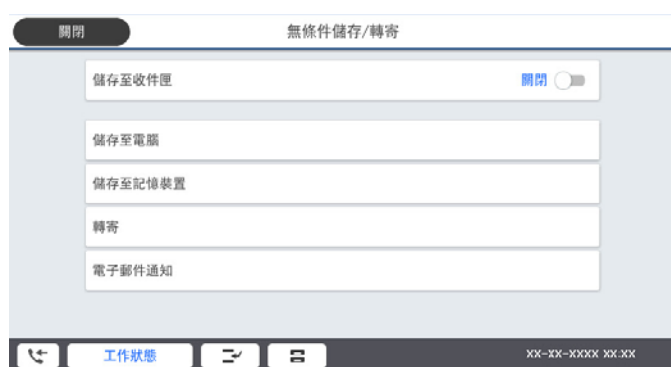 關閉 無條件儲存/轉寄
儲存至收件匣 關閉
儲存至電腦
儲存至記憶裝置
轉寄
電子郵件通知
工作狀態 XX-XX-XXXX XX:XX